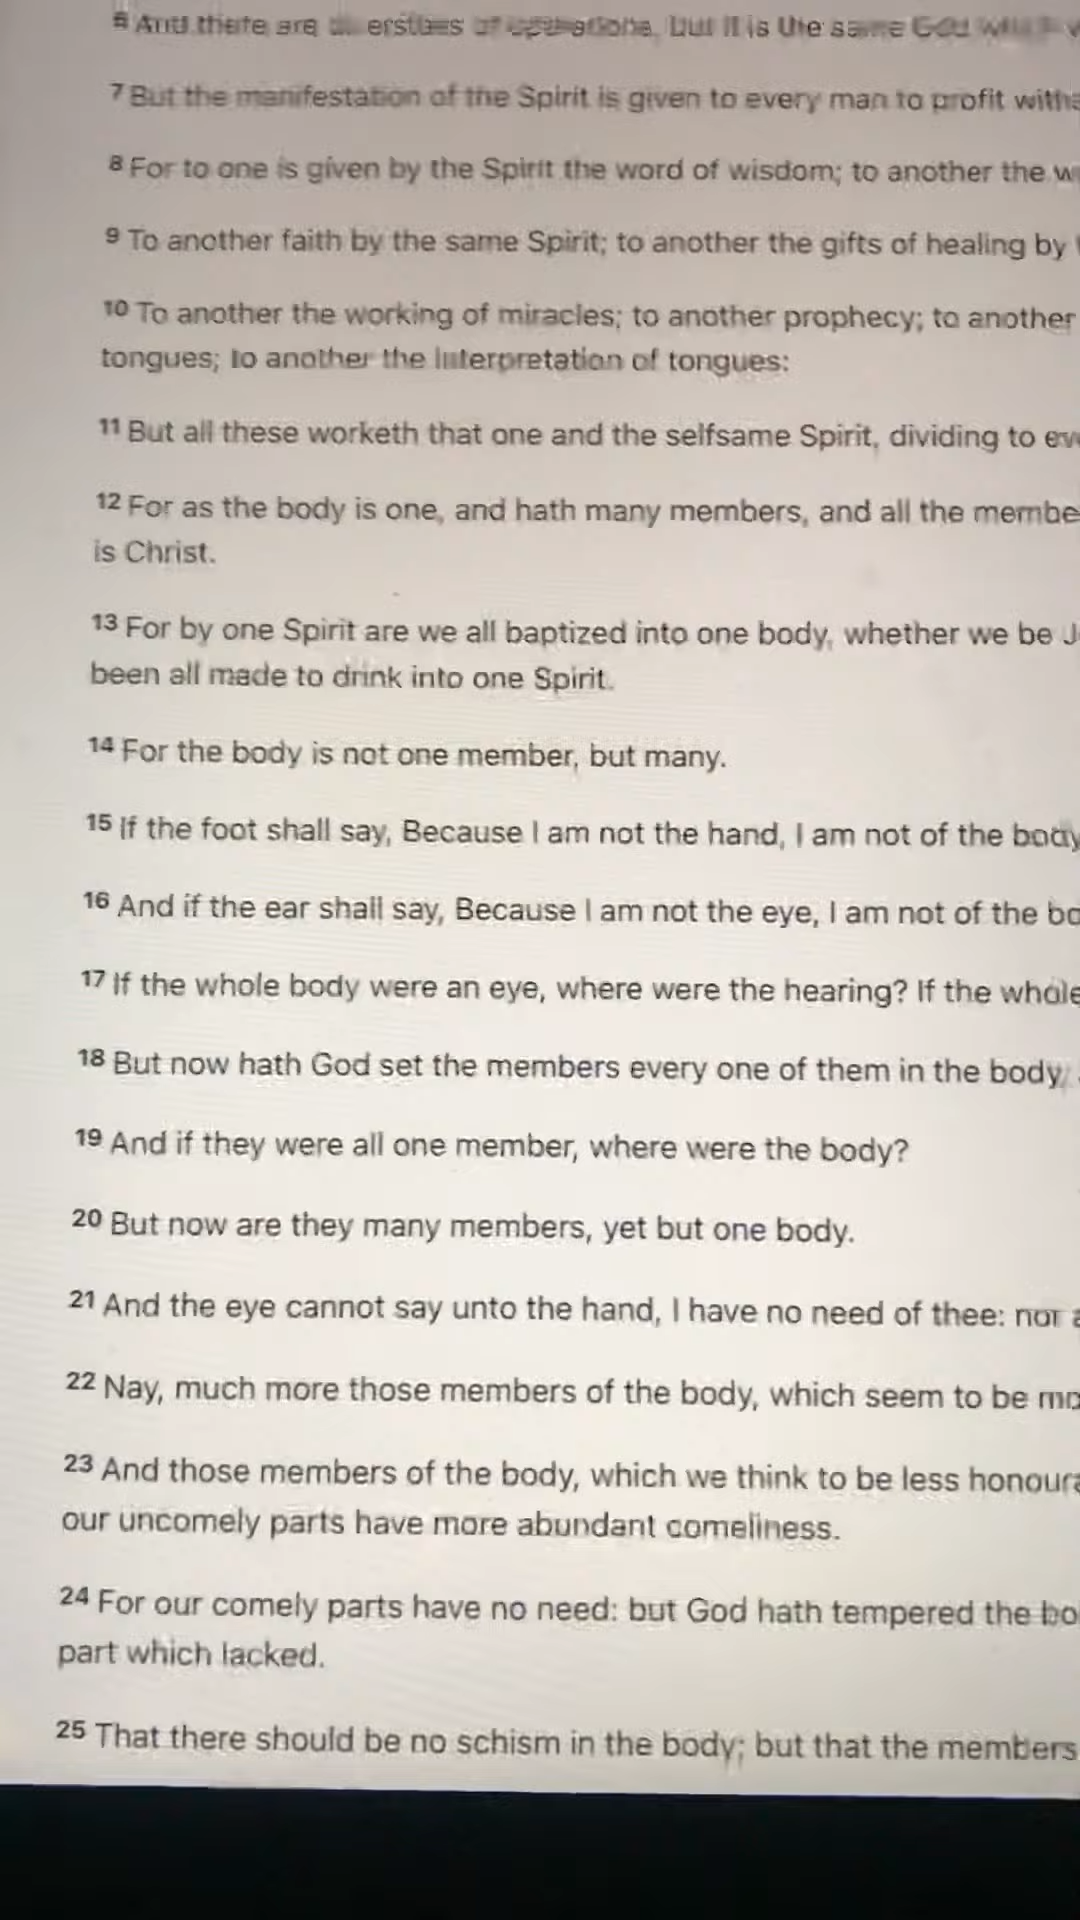 6 And there are of operations, but it is the same God
7 But the manifestation of the Spirit is given to every man to profit
8 For to one is given by the Spirit the word of wisdom; to another the
9 To another faith by the same Spirit; to another the gifts of healing by
10 To another the working of miracles; to another prophecy; to another
tongues; to another the interpretation of tongues:
11 But all these worketh that one and the selfsame Spirit, dividing to
12 For as the body is one, and hath many members, and all the
is Christ.
13 For by one Spirit are we all baptized into one body, whether we be
been all made to drink into one Spirit.
14 For the body is not one member, but many.
15 If the foot shall say, Because I am not the hand, I am not of the body
16 And if the ear shall say, Because I am not the eye, I am not of the
17 If the whole body were an eye, where were the hearing? If the whole
18 But now hath God set the members every one of them in the body,
19 And if they were all one member, where were the body?
20 But now are they many members, yet but one body.
21 And the eye cannot say unto the hand, I have no need of thee: nor
22 Nay, much more those members of the body, which seem to be
23 And those members of the body, which we think to be less
our uncomely parts have more abundant comeliness.
24 For our comely parts have no need: but God hath tempered the
part which lacked.
25 That there should be no schism in the body; but that the members